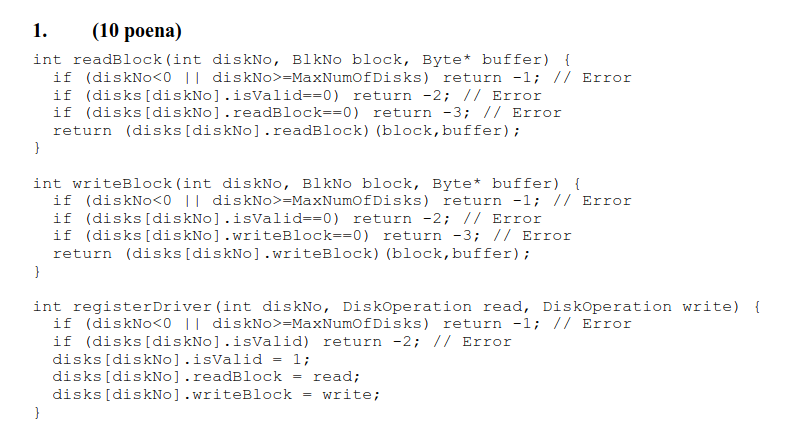 1. (10 poena)
int readBlock(int diskNo, BlkNo block, Byte* buffer) {
  if (diskNo<0 || diskNo>=MaxNumOfDisks) return -1; // Error
  if (disks[diskNo].isValid==0) return -2; // Error
  if (disks[diskNo].readBlock==0) return -3; // Error
  return (disks[diskNo].readBlock)(block,buffer);
}
int writeBlock(int diskNo, BlkNo block, Byte* buffer) {
  if (diskNo<0 || diskNo>=MaxNumOfDisks) return -1; // Error
  if (disks[diskNo].isValid==0) return -2; // Error
  if (disks[diskNo].writeBlock==0) return -3; // Error
  return (disks[diskNo].writeBlock)(block,buffer);
}
int registerDriver(int diskNo, DiskOperation read, DiskOperation write) {
  if (diskNo<0 || diskNo>=MaxNumOfDisks) return -1; // Error
  if (disks[diskNo].isValid) return -2; // Error
  disks[diskNo].isValid = 1;
  disks[diskNo].readBlock = read;
  disks[diskNo].writeBlock = write;
}